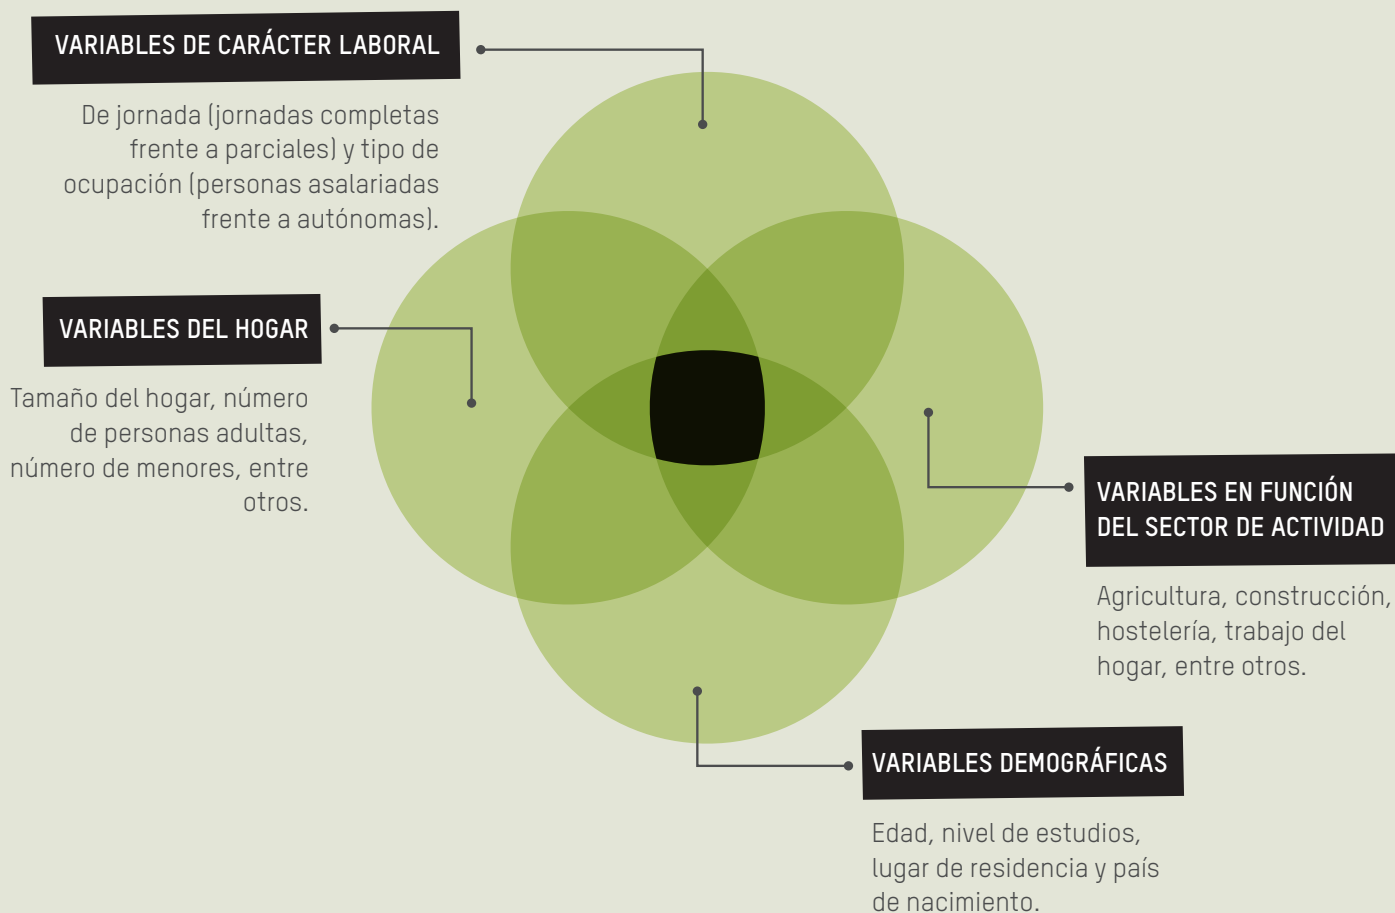 VARIABLES DE CARÁCTER LABORAL
De jornada (jornadas completas
frente a parciales) y tipo de
ocupación (personas asalariadas
frente a autónomas).
VARIABLES DEL HOGAR
Tamaño del hogar, número
de personas adultas,
número de menores, entre
otros.
VARIABLES EN FUNCIÓN
DEL SECTOR DE ACTIVIDAD
Agricultura, construcción,
hostelería, trabajo del
hogar, entre otros.
VARIABLES DEMOGRÁFICAS
Edad, nivel de estudios,
lugar de residencia y país
de nacimiento.